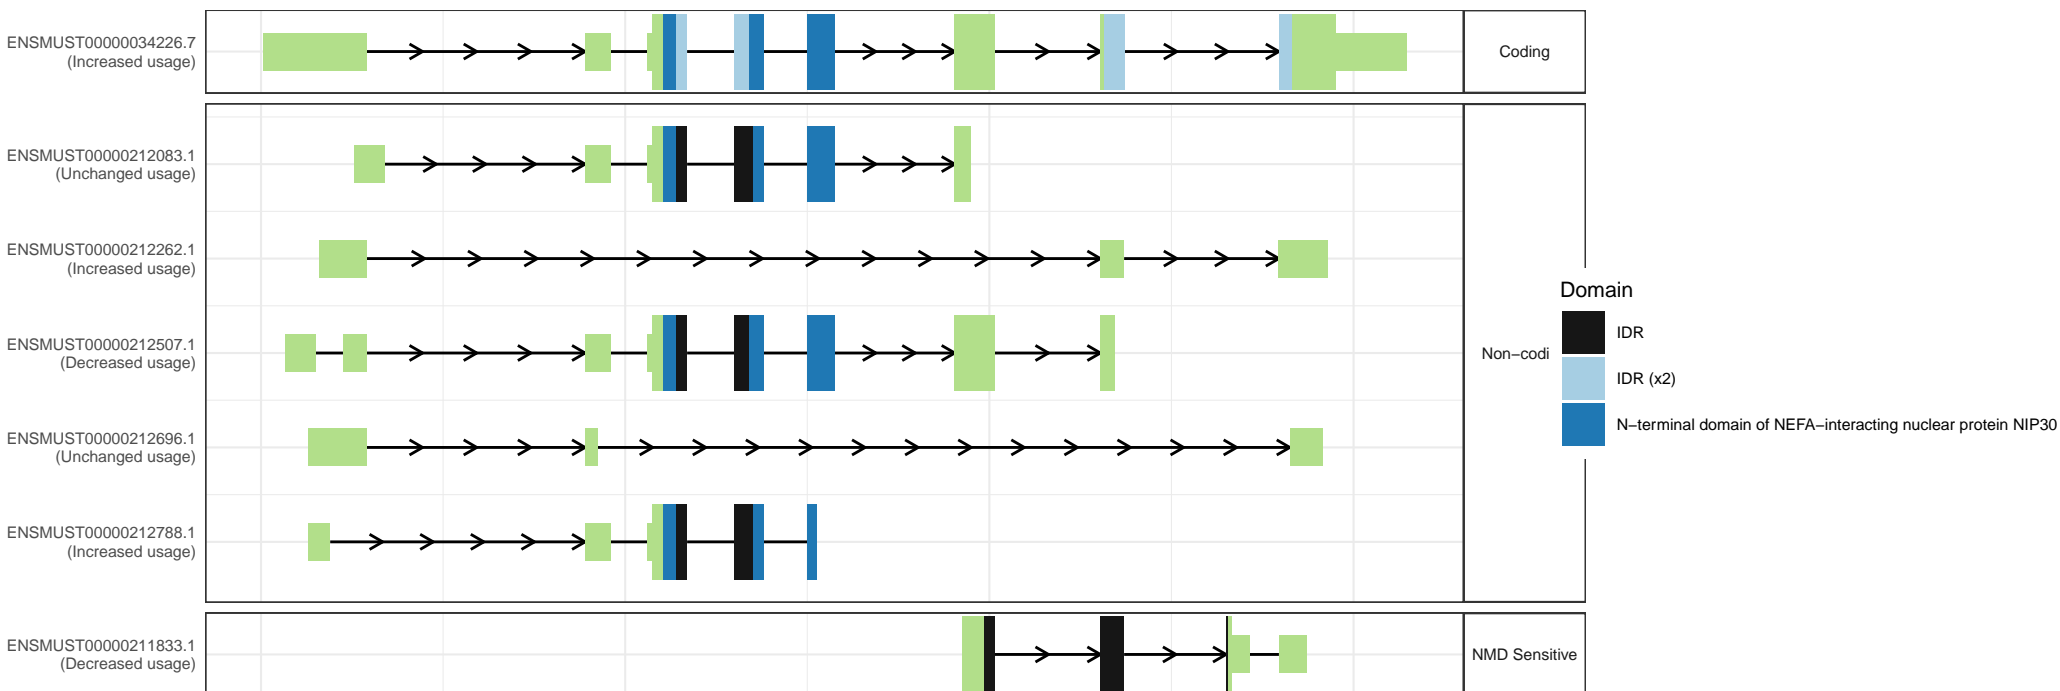 ENSMUST00000034226.7
(Increased usage)
Coding
ENSMUST00000212083.1
(Unchanged usage)
ENSMUST00000212262.1
(Increased usage)
ENSMUST00000212507.1
(Decreased usage)
ENSMUST00000212696.1
(Unchanged usage)
ENSMUST00000212788.1
(Increased usage)
Non−codi
ENSMUST00000211833.1
(Decreased usage)
NMD Sensitive
Domain
IDR
IDR (x2)
N−terminal domain of NEFA−interacting nuclear protein NIP30